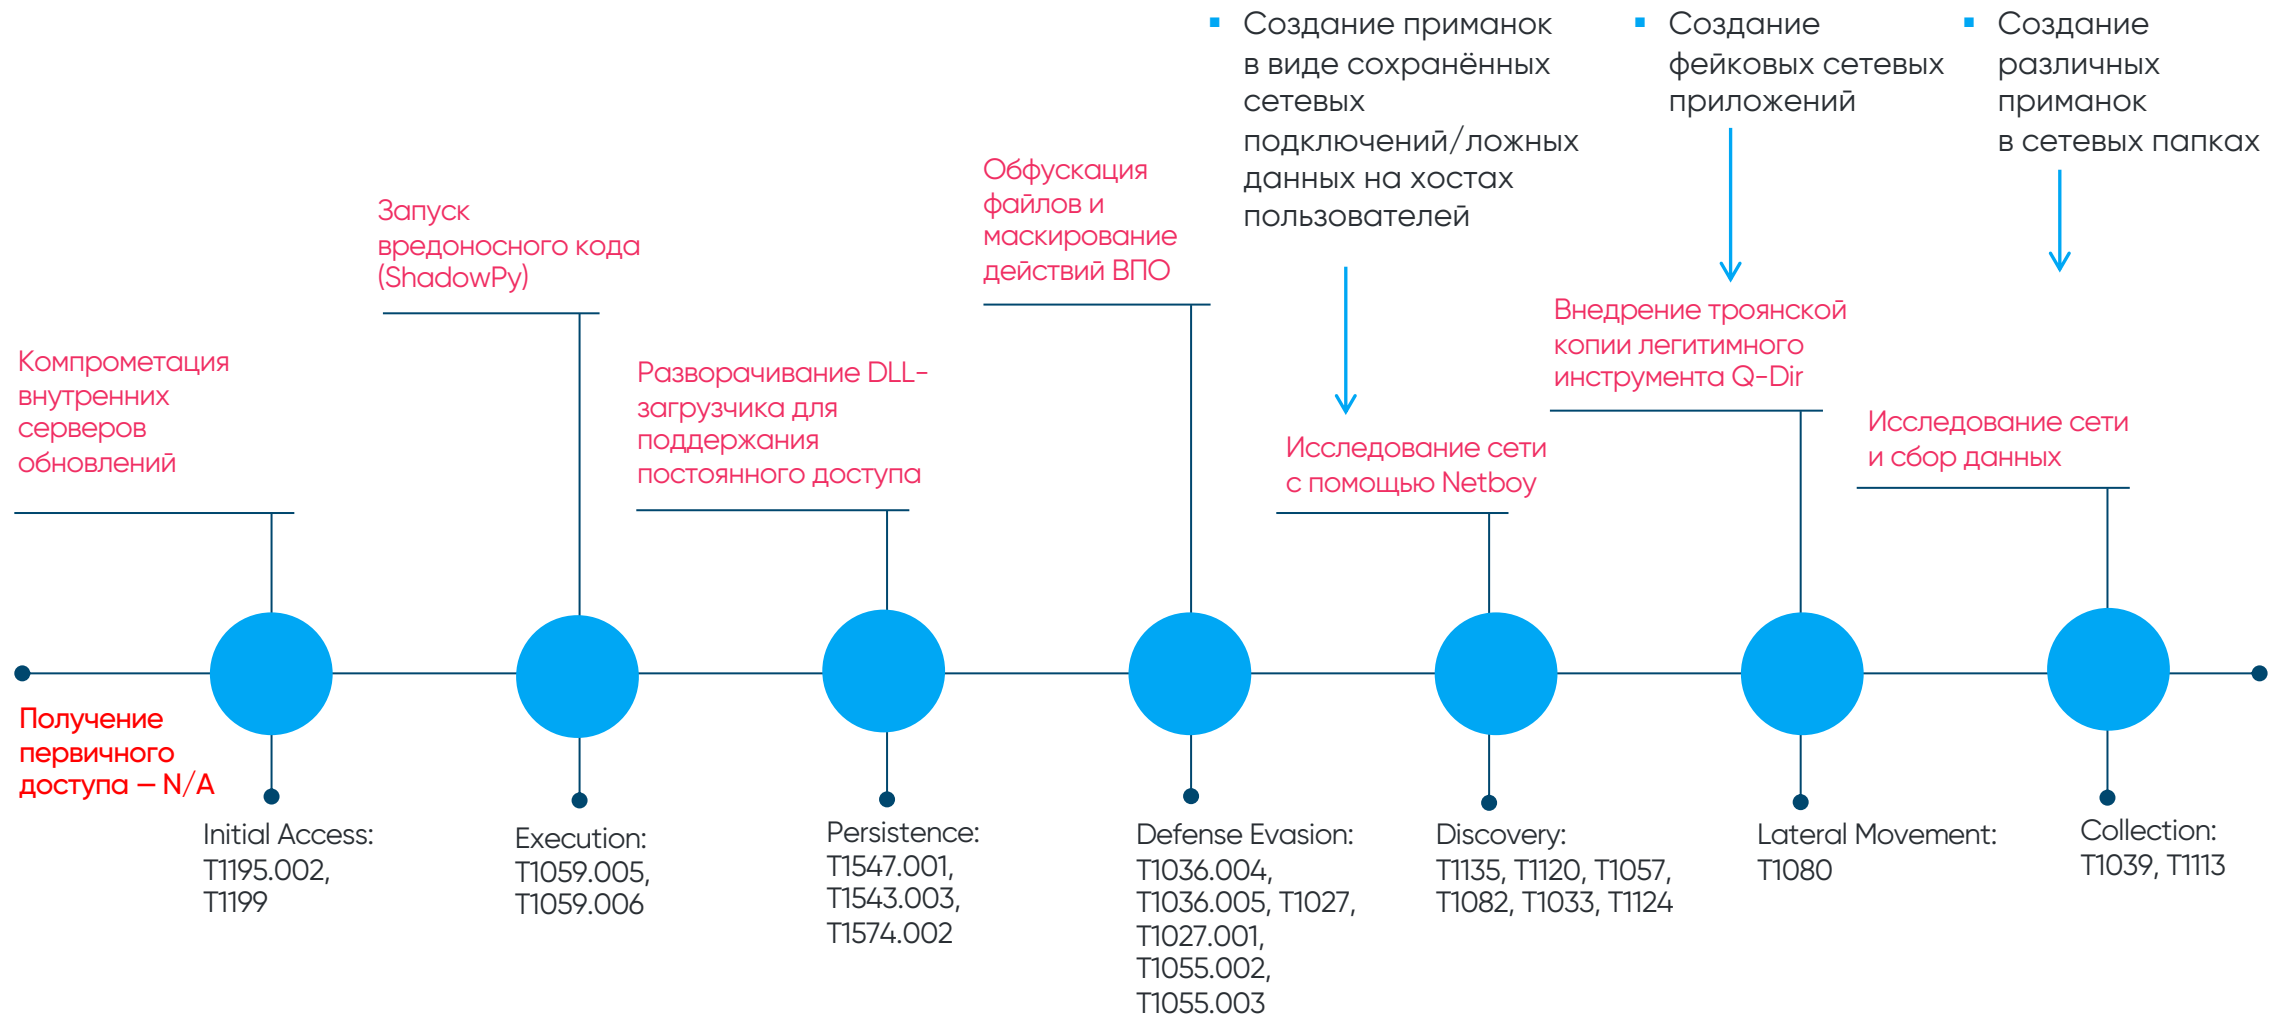 Создание приманок
в виде сохранённых
сетевых
подключений/ложных
данных на хостах
пользователей
Создание
фейковых сетевых
приложений
Создание
различных
приманок
в сетевых папках
Компрометация
внутренних
серверов
обновлений
Запуск
вредоносного кода
(ShadowPy)
Разворачивание DLL-
загрузчика для
поддержания
постоянного доступа
Обфускация
файлов и
маскирование
действий ВПО
Исследование сети
с помощью Netboy
Внедрение троянской
копии легитимного
инструмента Q-Dir
Исследование сети
и сбор данных
Получение
первичного
доступа — N/A
Initial Access:
T1195.002,
T1199
Execution:
T1059.005,
T1059.006
Persistence:
T1547.001,
T1543.003,
T1574.002
Defense Evasion:
T1036.004,
T1036.005, T1027,
T1027.001,
T1055.002,
T1055.003
Discovery:
T1135, T1120, T1057,
T1082, T1033, T1124
Lateral Movement:
T1080
Collection:
T1039, T1113